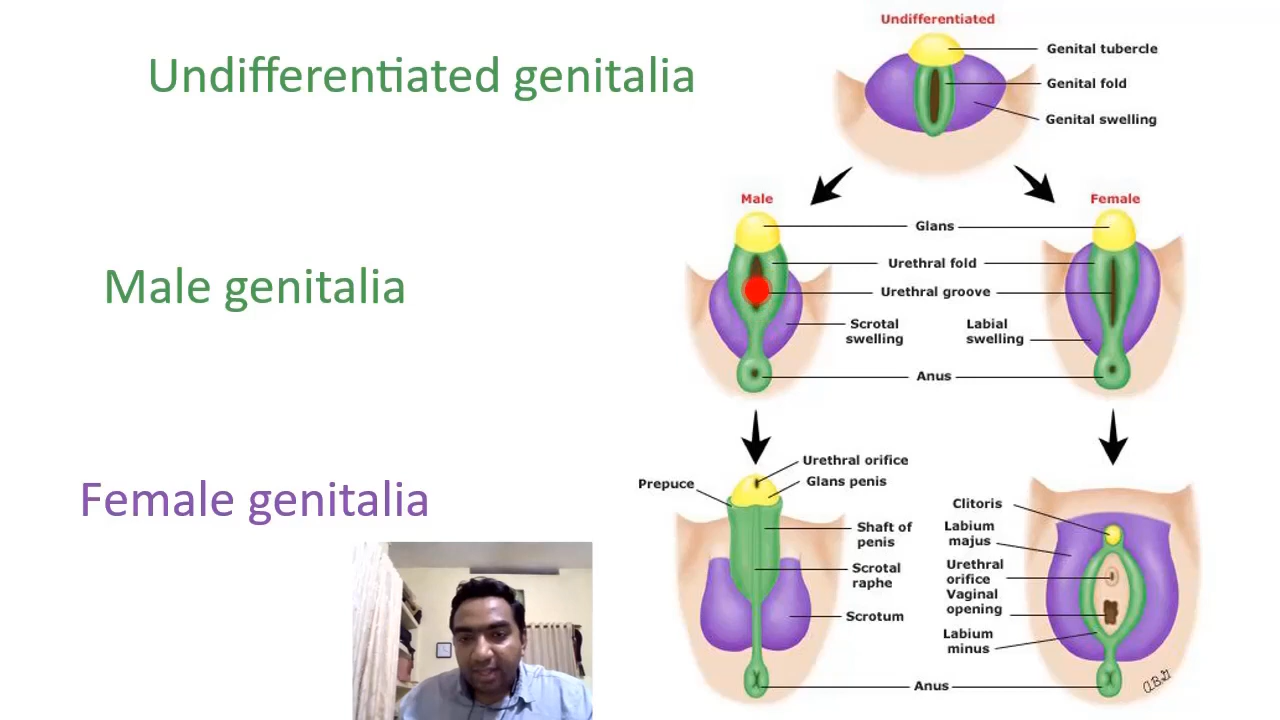 Undifferentiated genitalia
Male genitalia
Female genitalia
Undifferentiated
Genital tubercle
Genital fold
Genital swelling
Male
Female
Glans
Urethral fold
Urethral groove
Scrotal
swelling
Labial
swelling
Anus
Urethral orifice
Glans penis
Prepuce
Shaft of
penis
Scrotal
raphe
Scrotum
Clitoris
Labium
majus
Urethral
orifice
Vaginal
opening
Labium
minus
Anus